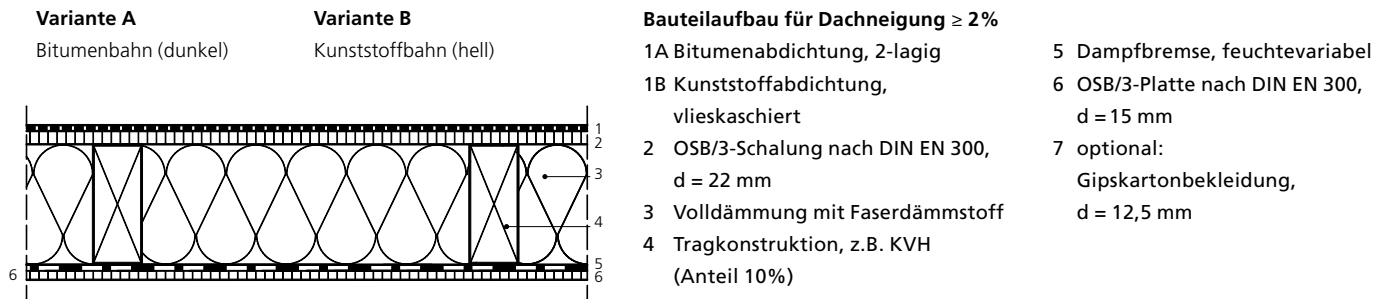 Variante A
Bitumenbahn (dunkel)
Variante B
Kunststoffbahn (hell)
1
2
3
4
5
6
6
Bauteilaufbau für Dachneigung ≥ 2%
1A Bitumenabdichtung, 2-lagig
1B Kunststoffabdichtung,
vlieskaschiert
2 OSB/3-Schalung nach DIN EN 300,
d = 22 mm
3 Volldämmung mit Faserdämmstoff
4 Tragkonstruktion, z.B. KVH
(Anteil 10%)
5 Dampfbremse, feuchtevariabel
6 OSB/3-Platte nach DIN EN 300,
d = 15 mm
7 optional:
Gipskartonbekleidung,
d = 12,5 mm